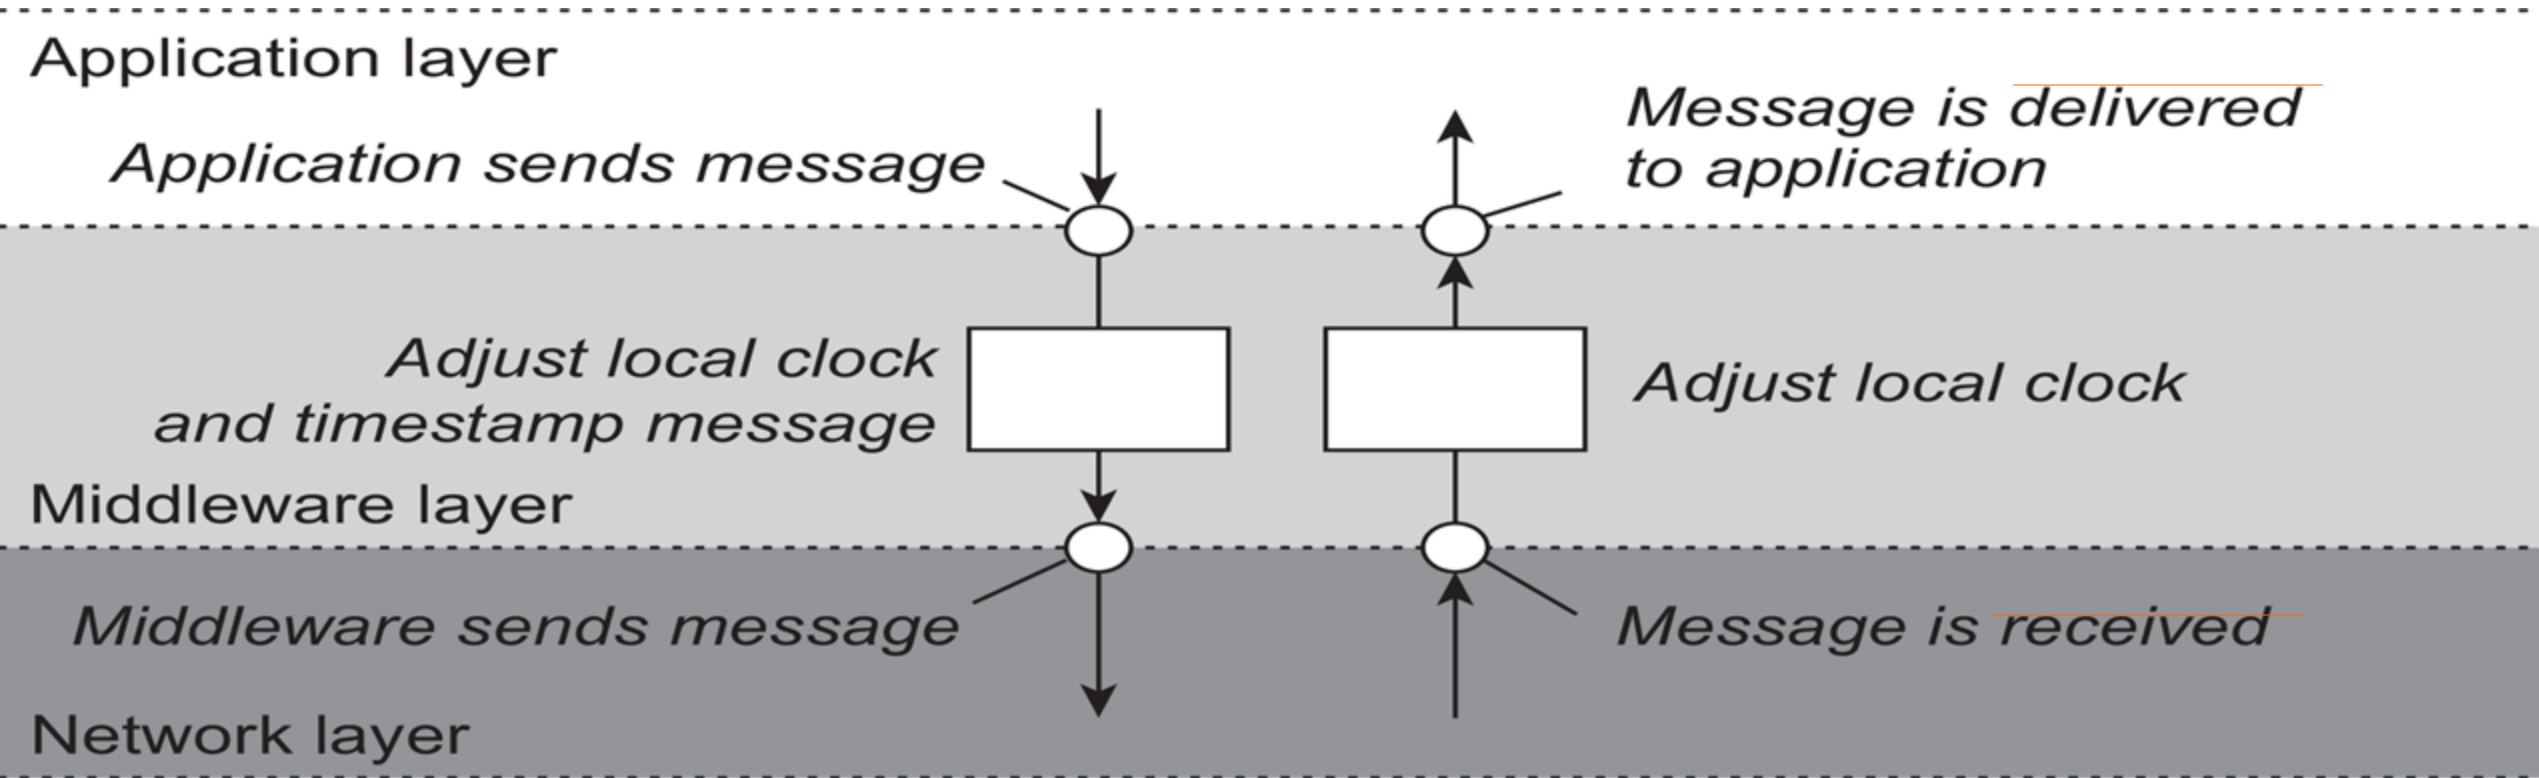 Application layer
Application sends message
Message is delivered
to application
Adjust local clock
and timestamp message
Adjust local clock
Middleware layer
Middleware sends message
Message is received
Network layer